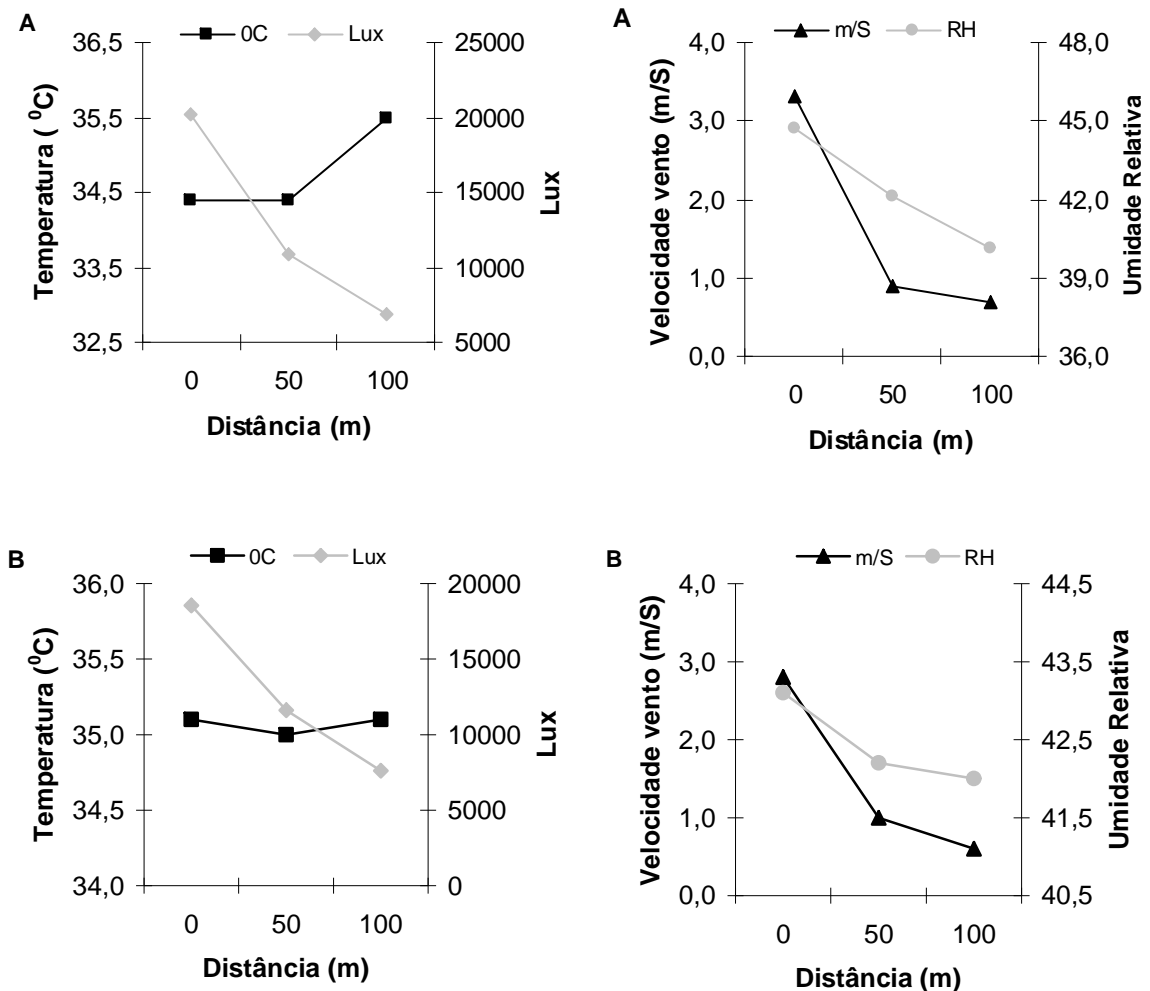 A
0C Lux
36,5
35,5
34,5
33,5
32,5
Temperatura ( ⁰C)
25000
20000
15000
10000
5000
Lux
0 50 100
Distância (m)
A
m/S RH
4,0
3,0
2,0
1,0
0,0
Velocidade vento (m/S)
48,0
45,0
42,0
39,0
36,0
Umidade Relativa
0 50 100
Distância (m)
B
0C Lux
36,0
35,5
35,0
34,5
34,0
Temperatura (⁰C)
20000
15000
10000
5000
0
Lux
0 50 100
Distância (m)
B
m/S RH
4,0
3,0
2,0
1,0
0,0
Velocidade vento (m/S)
44,5
43,5
42,5
41,5
40,5
Umidade Relativa
0 50 100
Distância (m)